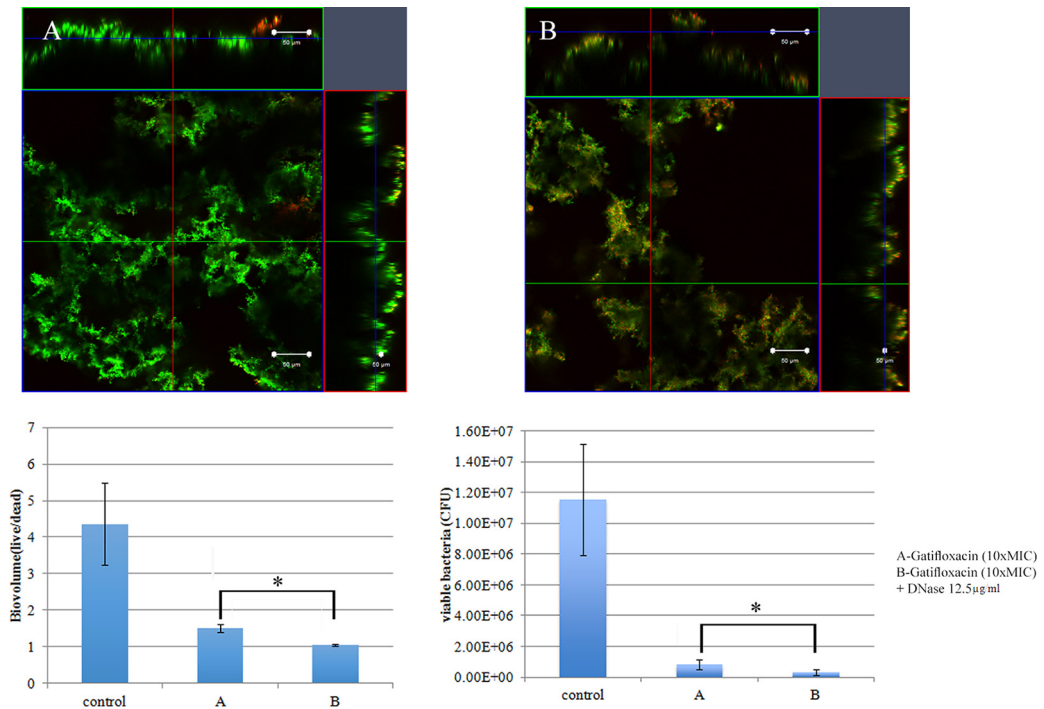 A
50 µm
50 µm
50 µm
B
50 µm
50 µm
50 µm
7
6
5
4
3
2
1
0
Biovolume(live/dead)
*
control
A
B
1.60E+07
1.40E+07
1.20E+07
1.00E+07
8.00E+06
6.00E+06
4.00E+06
2.00E+06
0.00E+00
viable bacteria (CFU)
*
control
A
B
A-Gatifloxacin (10xMIC)
B-Gatifloxacin (10xMIC)
+ DNase 12.5µg/ml